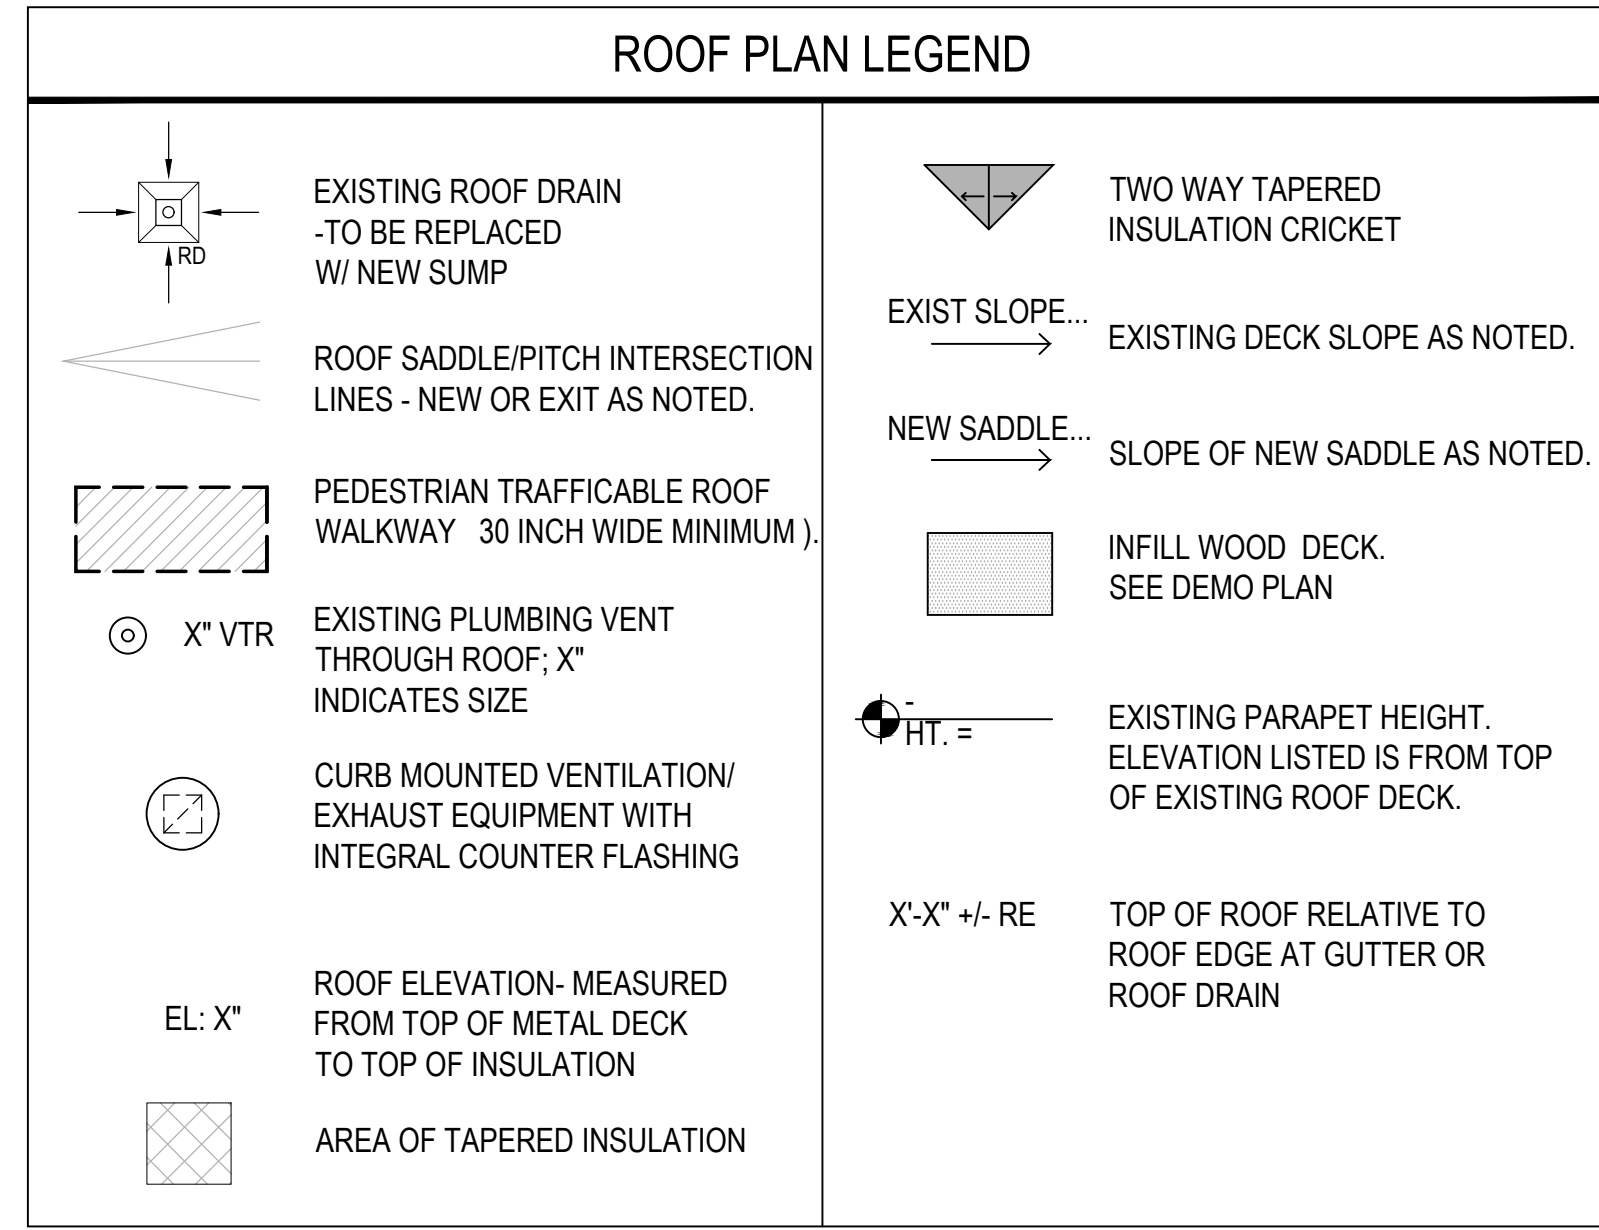 ROOF PLAN LEGEND
RD
EXISTING ROOF DRAIN
-TO BE REPLACED
W/ NEW SUMP
ROOF SADDLE/PITCH INTERSECTION
LINES - NEW OR EXIT AS NOTED.
PEDESTRIAN TRAFFICABLE ROOF
WALKWAY   30 INCH WIDE MINIMUM ).
X" VTR
EXISTING PLUMBING VENT
THROUGH ROOF; X"
INDICATES SIZE
CURB MOUNTED VENTILATION/
EXHAUST EQUIPMENT WITH
INTEGRAL COUNTER FLASHING
EL: X"
ROOF ELEVATION- MEASURED
FROM TOP OF METAL DECK
TO TOP OF INSULATION
AREA OF TAPERED INSULATION
TWO WAY TAPERED
INSULATION CRICKET
EXIST SLOPE...
EXISTING DECK SLOPE AS NOTED.
NEW SADDLE...
SLOPE OF NEW SADDLE AS NOTED.
INFILL WOOD  DECK.
SEE DEMO PLAN
-
HT. =
EXISTING PARAPET HEIGHT.
ELEVATION LISTED IS FROM TOP
OF EXISTING ROOF DECK.
X'-X" +/- RE
TOP OF ROOF RELATIVE TO
ROOF EDGE AT GUTTER OR
ROOF DRAIN